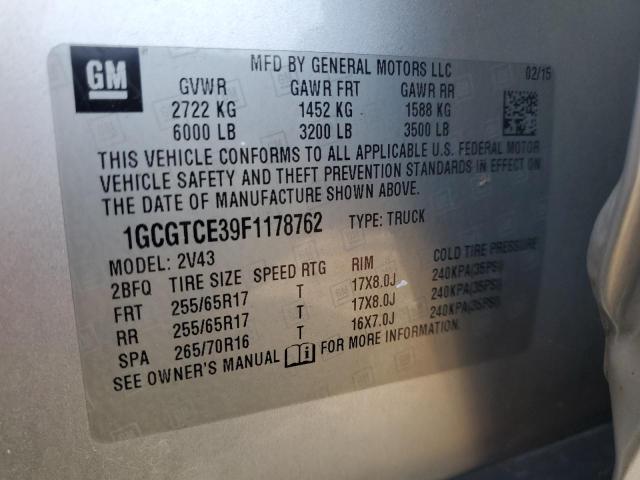 GM
MFD BY GENERAL MOTORS LLC 02/15
GVWR GAWR FRT GAWR RR
2722 KG 1452 KG 1588 KG
6000 LB 3200 LB 3500 LB
THIS VEHICLE CONFORMS TO ALL APPLICABLE U.S. FEDERAL MOTOR
VEHICLE SAFETY AND THEFT PREVENTION STANDARDS IN EFFECT ON
THE DATE OF MANUFACTURE SHOWN ABOVE.
1GCGTCE39F1178762 TYPE: TRUCK
MODEL: 2V43
2BFQ TIRE SIZE SPEED RTG RIM COLD TIRE PRESSURE
FRT 255/65R17 T 17X8.0J 240KPA(35PSI)
RR 255/65R17 T 17X8.0J 240KPA(35PSI)
SPA 265/70R16 T 16X7.0J 240KPA(35PSI)
SEE OWNER'S MANUAL FOR MORE INFORMATION.